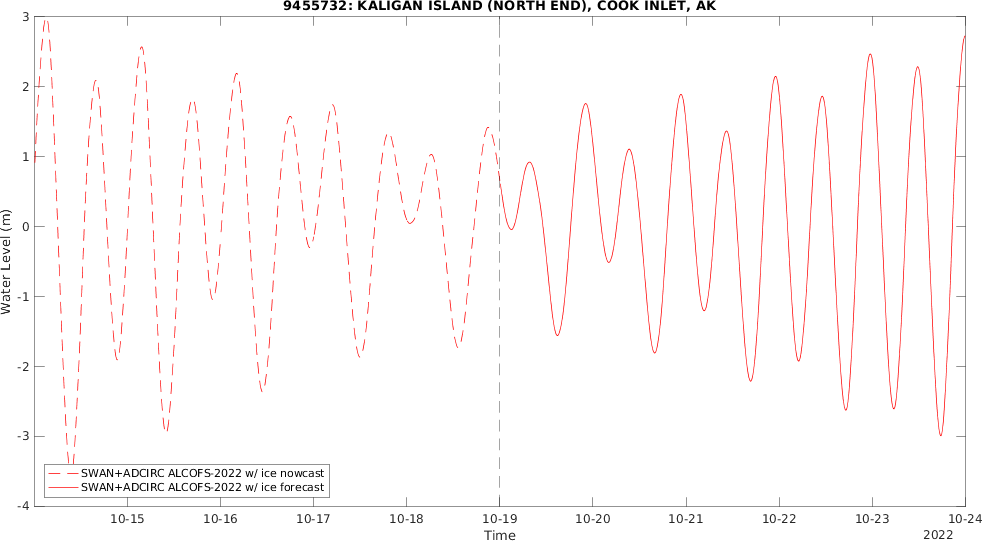 9455732: KALIGAN ISLAND (NORTH END), COOK INLET, AK
3
2
1
0
-1
-2
-3
-4
Water Level (m)
SWAN+ADCIRC ALCOFS-2022 w/ ice nowcast
SWAN+ADCIRC ALCOFS-2022 w/ ice forecast
10-15 10-16 10-17 10-18 10-19 10-20 10-21 10-22 10-23 10-24
Time
2022